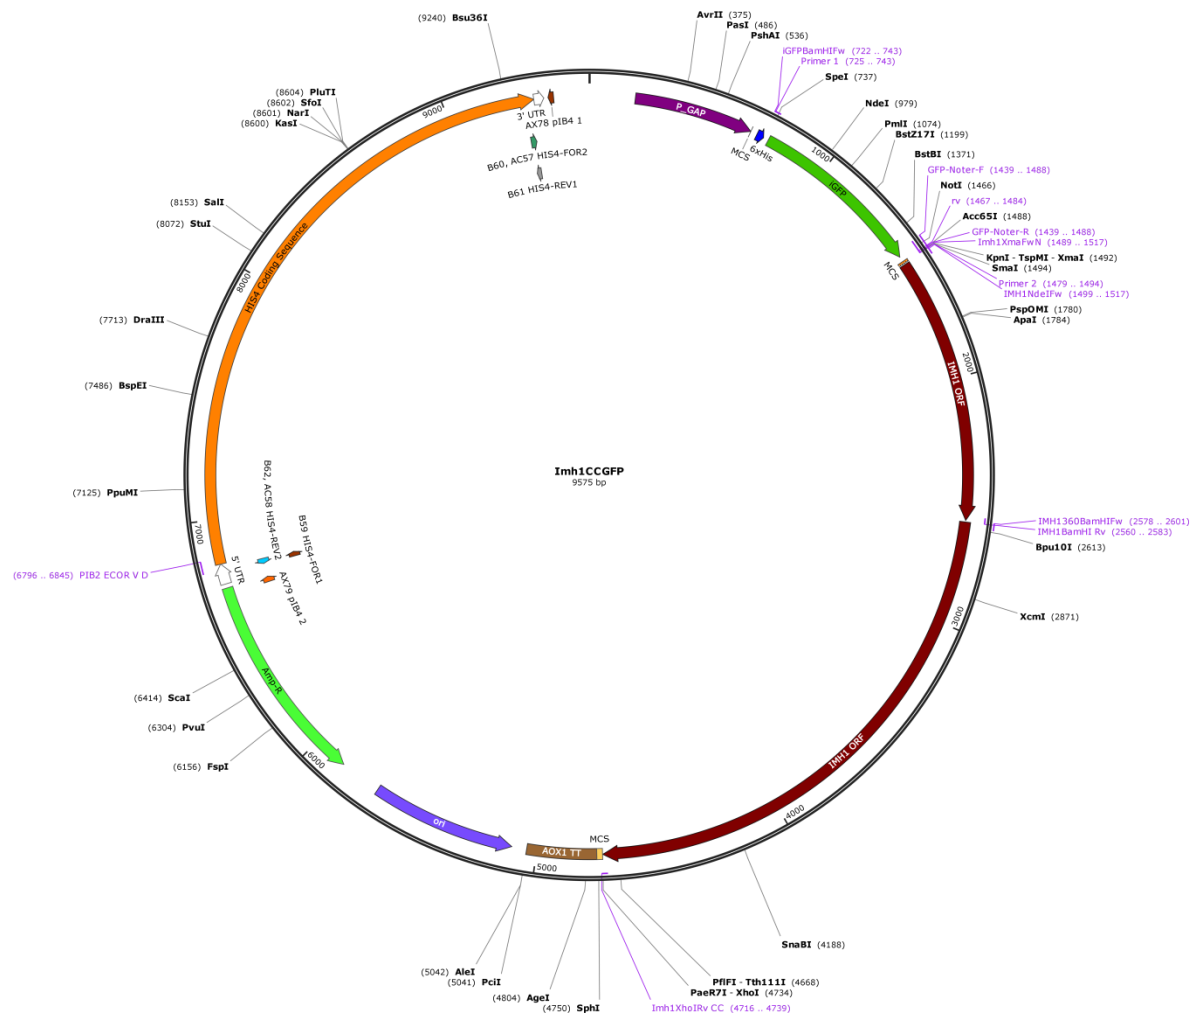 (9240) Bsu36I
AvrII (375)
PasI (486)
PshAI (536)
iGFPBamHIFw (722 .. 743)
Primer 1 (725 .. 743)
SpeI (737)
NdeI (979)
PmlI (1074)
BstZ17I (1199)
BstBI (1371)
GFP-Noter-F (1439 .. 1488)
NotI (1466)
rv (1467 .. 1484)
Acc65I (1488)
GFP-Noter-R (1439 .. 1488)
Imh1XmaFwN (1489 .. 1517)
KpnI - TspMI - XmaI (1492)
SmaI (1494)
Primer 2 (1479 .. 1494)
IMH1NdeIFw (1499 .. 1517)
PspOMI (1780)
ApaI (1784)
IMH1360BamHIFw (2578 .. 2601)
IMH1BamHI Rv (2560 .. 2583)
Bpu10I (2613)
XcmI (2871)
SnaBI (4188)
PflFI - Tth111I (4668)
PaeR7I - XhoI (4734)
Imh1XhoIRv CC (4716 .. 4739)
(4750) SphI
(4804) AgeI
(5041) PciI
(5042) AleI
(6156) FspI
(6304) PvuI
(6414) ScaI
(6796 .. 6845) PIB2 ECOR V D
(7125) PpuMI
(7486) BspEI
(7713) DraIII
(8072) StuI
(8153) SalI
(8600) KasI
(8601) NarI
(8602) SfoI
(8604) PluTI
P_GAP
MCS
6xHis
iGFP
MCS
IMH1 ORF
IMH1 ORF
MCS
AOX1 TT
ori
Amp-R
5' UTR
HIS4 Coding Sequence
3' UTR
AX78 pIB4 1
B60, AC57 HIS4-FOR2
B61 HIS4-REV1
B62, AC58 HIS4-REV2
B59 HIS4-FOR1
AX79 pIB4 2
1000
2000
3000
4000
5000
6000
7000
8000
9000
Imh1CCGFP
9575 bp